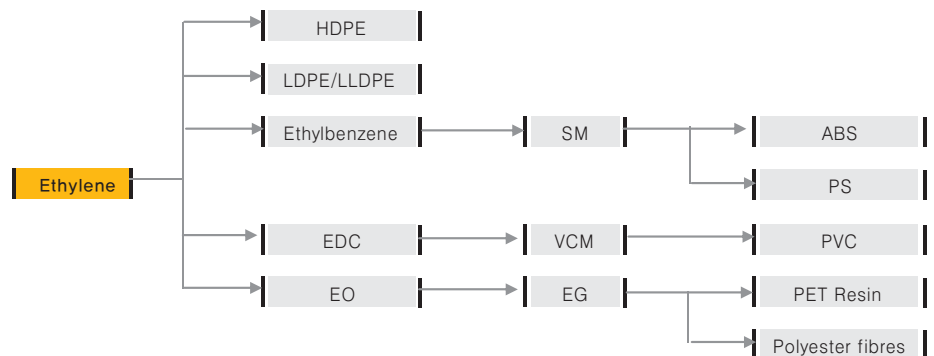 HDPE
LDPE/LLDPE
Ethylbenzene SM ABS
Ethylene PS
EDC VCM PVC
EO EG PET Resin
Polyester fibres